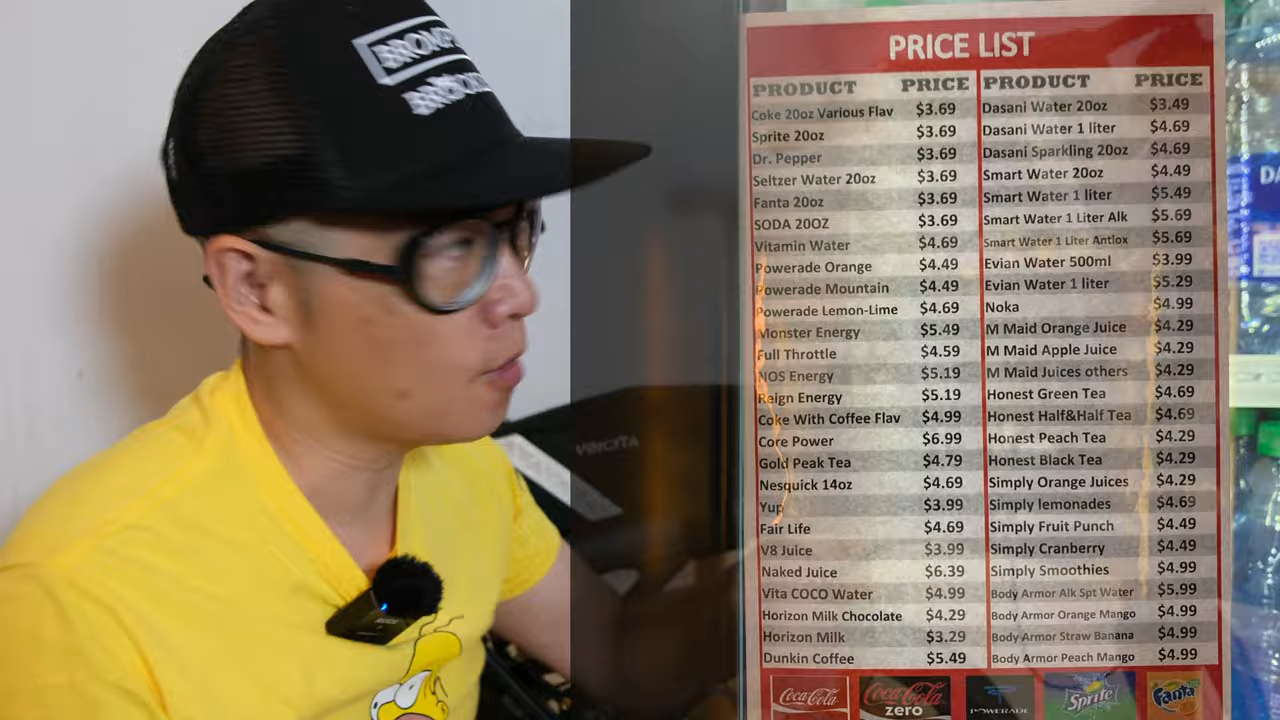 PRICE LIST
PRODUCT PRICE
Coke 20oz Various Flav $3.69
Sprite 20oz $3.69
Dr. Pepper $3.69
Seltzer Water 20oz $3.69
Fanta 20oz $3.69
SODA 20OZ $3.69
Vitamin Water $4.69
Powerade Orange $4.49
Powerade Mountain $4.49
Powerade Lemon-Lime $4.69
Monster Energy $5.49
Full Throttle $4.59
NOS Energy $5.19
Reign Energy $5.19
Coke With Coffee Flav $4.99
Core Power $6.99
Gold Peak Tea $4.79
Nesquick 14oz $4.69
Yup $3.99
Fair Life $4.69
V8 Juice $3.99
Naked Juice $6.39
Vita COCO Water $4.99
Horizon Milk Chocolate $4.29
Horizon Milk $3.29
Dunkin Coffee $5.49
PRODUCT PRICE
Dasani Water 20oz $3.49
Dasani Water 1 liter $4.69
Dasani Sparkling 20oz $4.69
Smart Water 20oz $4.49
Smart Water 1 liter $5.49
Smart Water 1 Liter Alk $5.69
Smart Water 1 Liter Antlox $5.69
Evian Water 500ml $3.99
Evian Water 1 liter $5.29
Noka $4.99
M Maid Orange Juice $4.29
M Maid Apple Juice $4.29
M Maid Juices others $4.29
Honest Green Tea $4.69
Honest Half&Half Tea $4.69
Honest Peach Tea $4.29
Honest Black Tea $4.29
Simply Orange Juices $4.29
Simply lemonades $4.69
Simply Fruit Punch $4.49
Simply Cranberry $4.49
Simply Smoothies $4.99
Body Armor Alk Spt Water $5.99
Body Armor Orange Mango $4.99
Body Armor Straw Banana $4.99
Body Armor Peach Mango $4.99
Coca-Cola
Coca-Cola
zero
POWERADE
Sprite
Fanta
VINCITA
DA